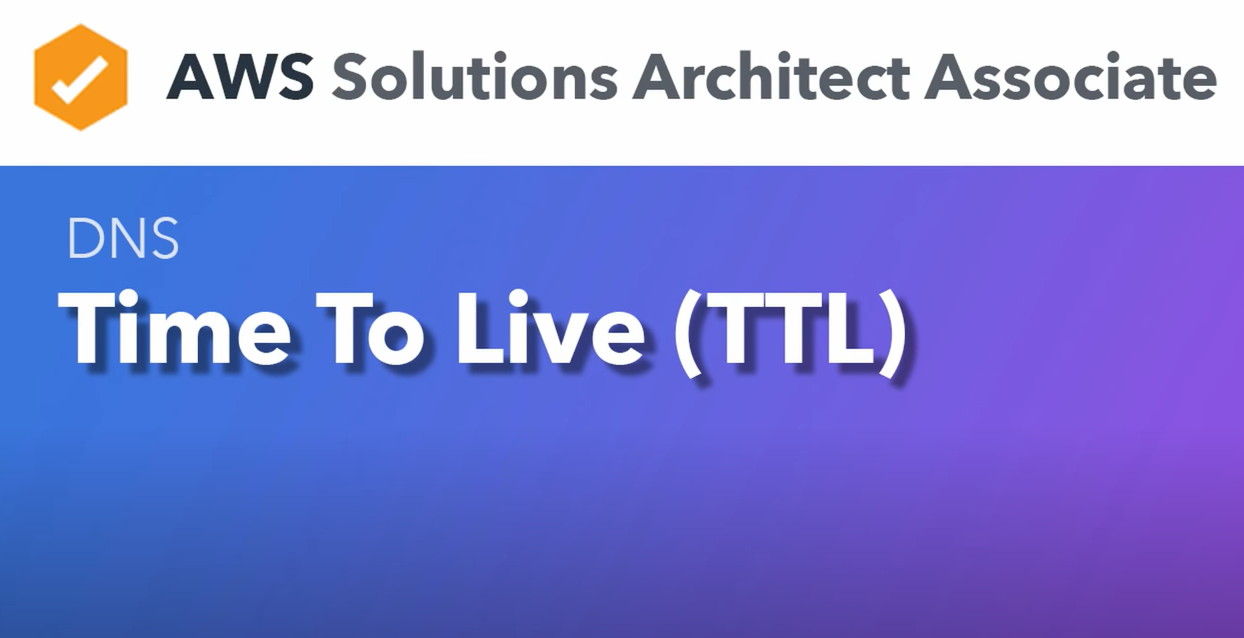 AWS Solutions Architect Associate
DNS
Time To Live (TTL)